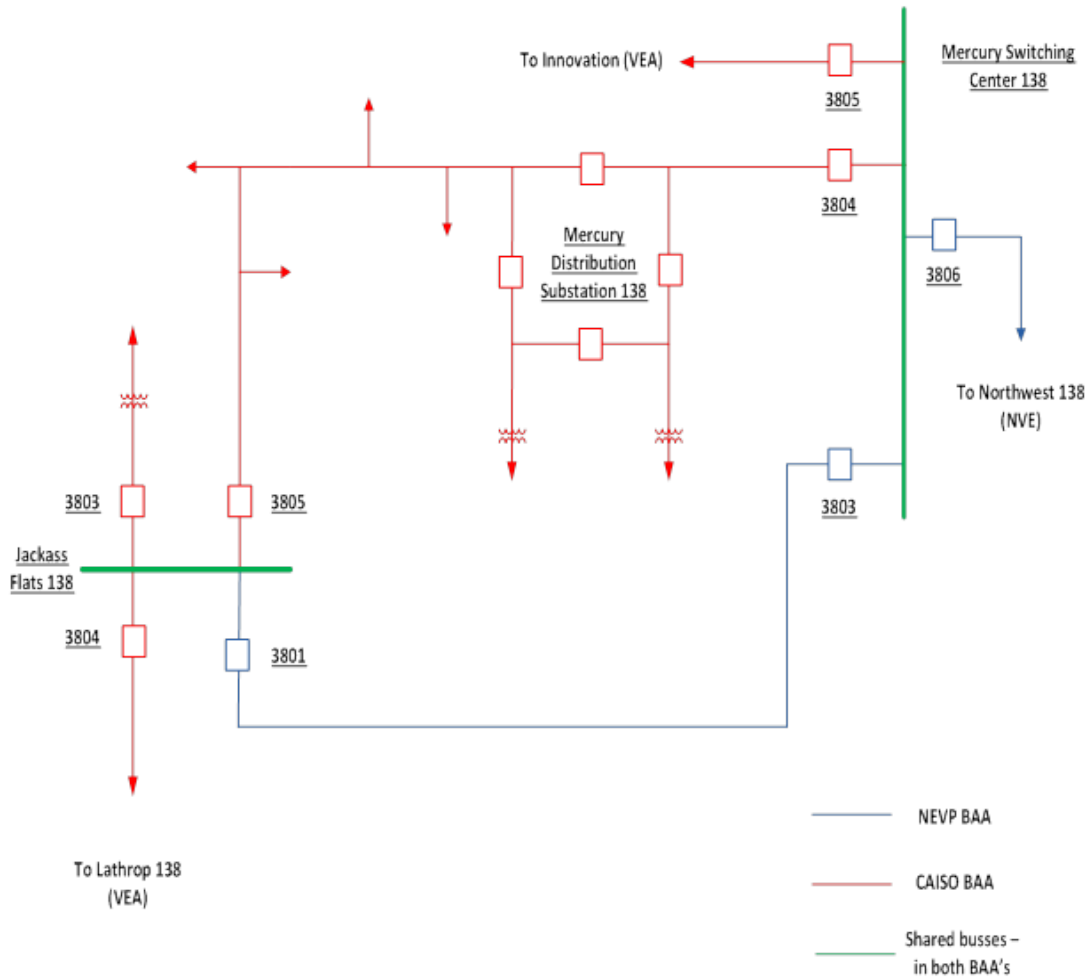 To Innovation (VEA)
3805
Mercury Switching
Center 138
3804
Mercury
Distribution
Substation 138
3806
To Northwest 138
(NVE)
3803
3803
3805
Jackass
Flats 138
3804
3801
To Lathrop 138
(VEA)
NEVP BAA
CAISO BAA
Shared busses –
in both BAA's